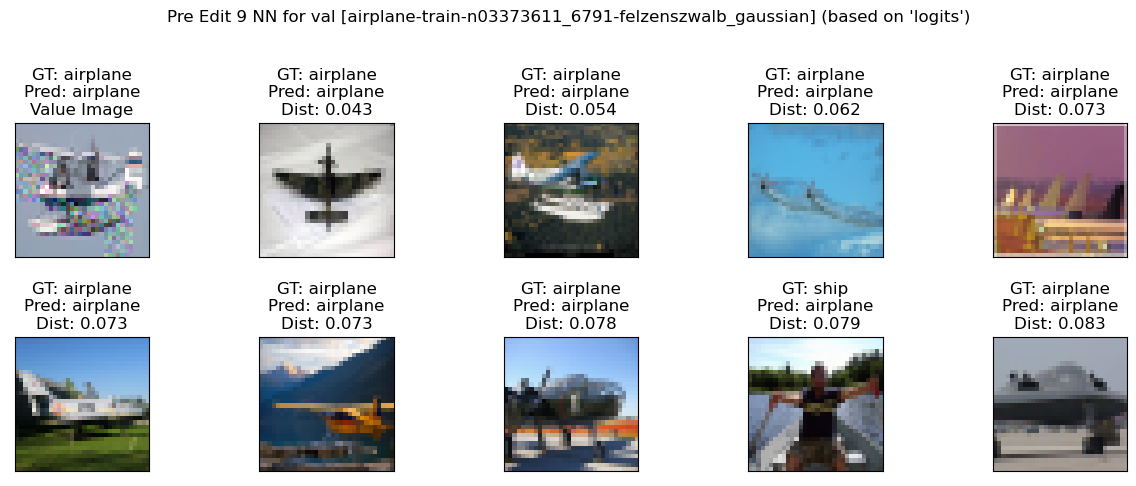 Pre Edit 9 NN for val [airplane-train-n03373611_6791-felzenszwalb_gaussian] (based on 'logits')
GT: airplane
Pred: airplane
Value Image
GT: airplane
Pred: airplane
Dist: 0.043
GT: airplane
Pred: airplane
Dist: 0.054
GT: airplane
Pred: airplane
Dist: 0.062
GT: airplane
Pred: airplane
Dist: 0.073
GT: airplane
Pred: airplane
Dist: 0.073
GT: airplane
Pred: airplane
Dist: 0.073
GT: airplane
Pred: airplane
Dist: 0.078
GT: ship
Pred: airplane
Dist: 0.079
GT: airplane
Pred: airplane
Dist: 0.083